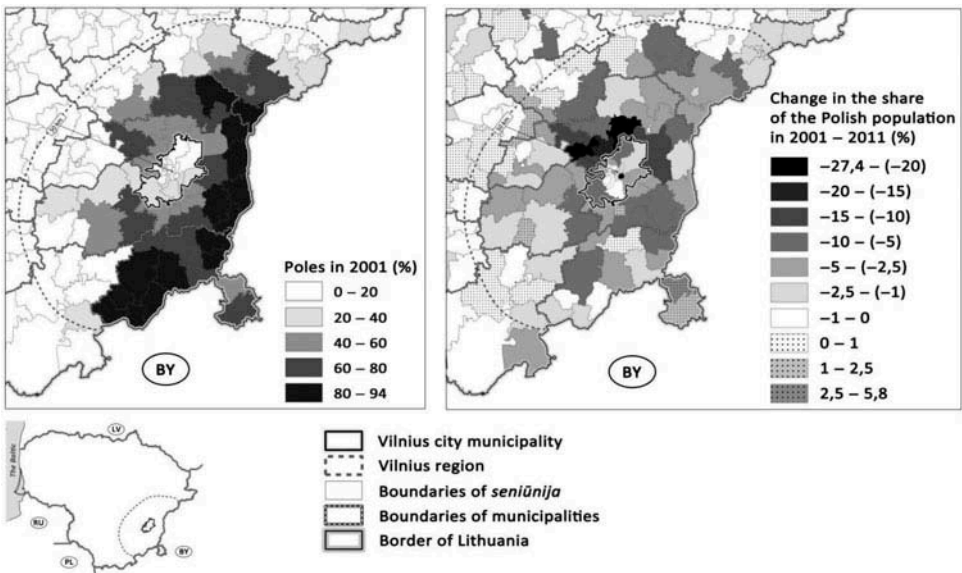 Poles in 2001 (%)
0 – 20
20 – 40
40 – 60
60 – 80
80 – 94
BY
Change in the share
of the Polish population
in 2001 – 2011 (%)
−27,4 – (−20)
−20 – (−15)
−15 – (−10)
−10 – (−5)
−5 – (−2,5)
−2,5 – (−1)
−1 – 0
0 – 1
1 – 2,5
2,5 – 5,8
BY
The Baltic
LV
RU
PL
BY
Vilnius city municipality
Vilnius region
Boundaries of seniūnija
Boundaries of municipalities
Border of Lithuania